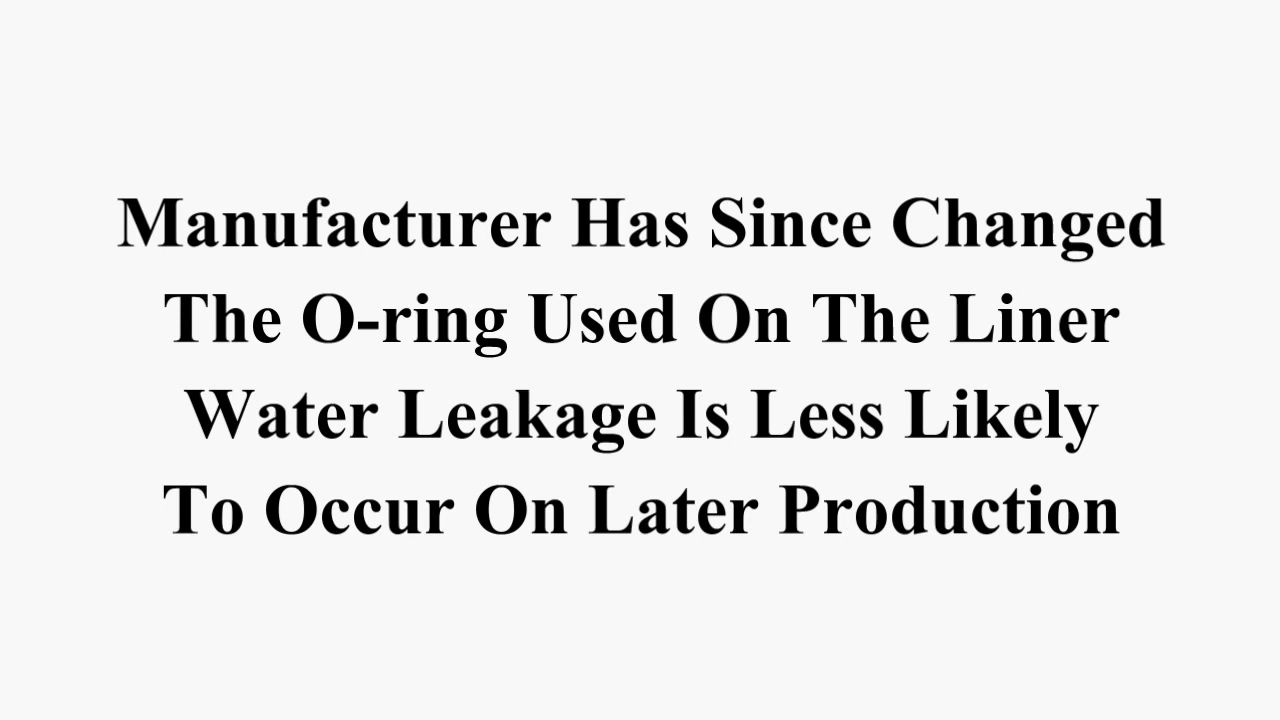 Manufacturer Has Since Changed
The O-ring Used On The Liner
Water Leakage Is Less Likely
To Occur On Later Production